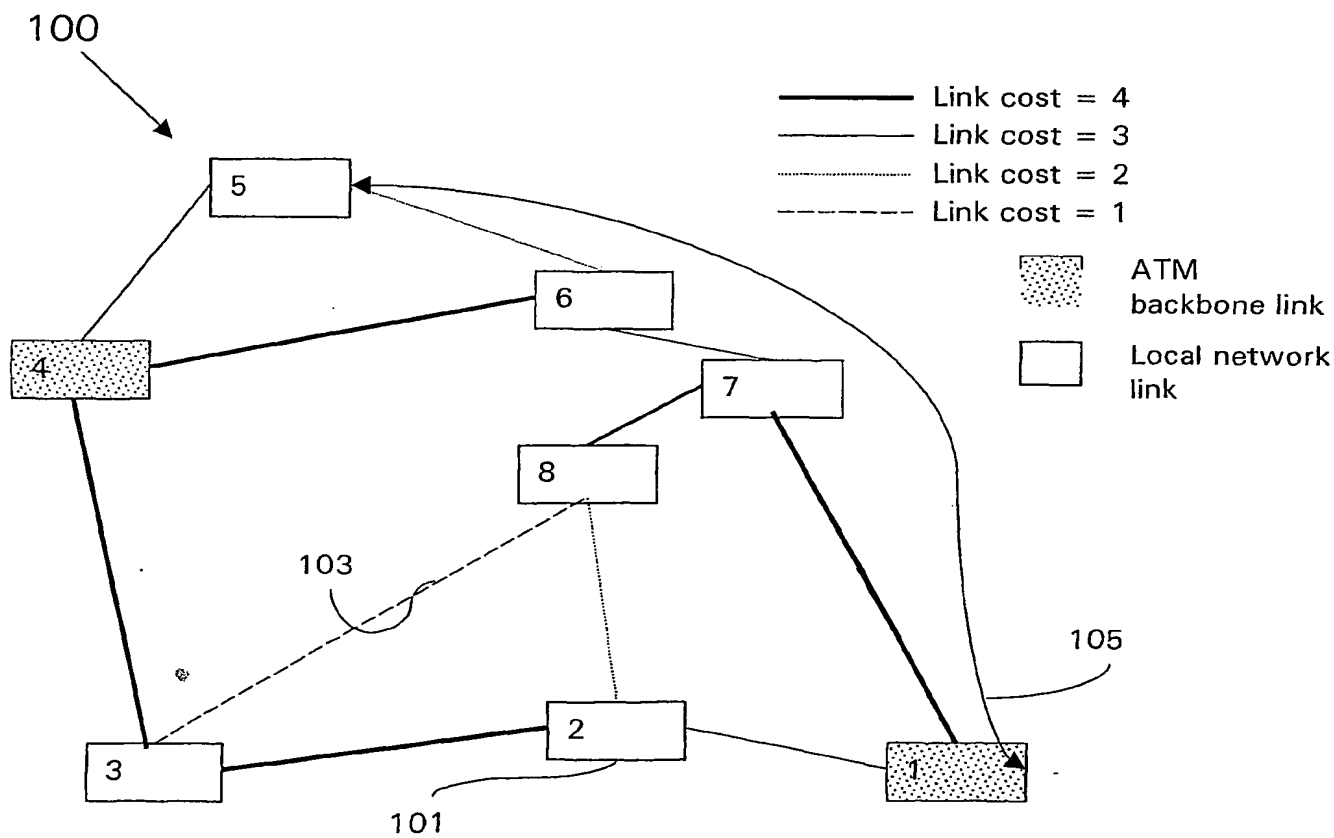 100
Link cost = 4
Link cost = 3
Link cost = 2
Link cost = 1
5
ATM
backbone link
6
4
Local network
link
7
8
103
105
2
3
1
101